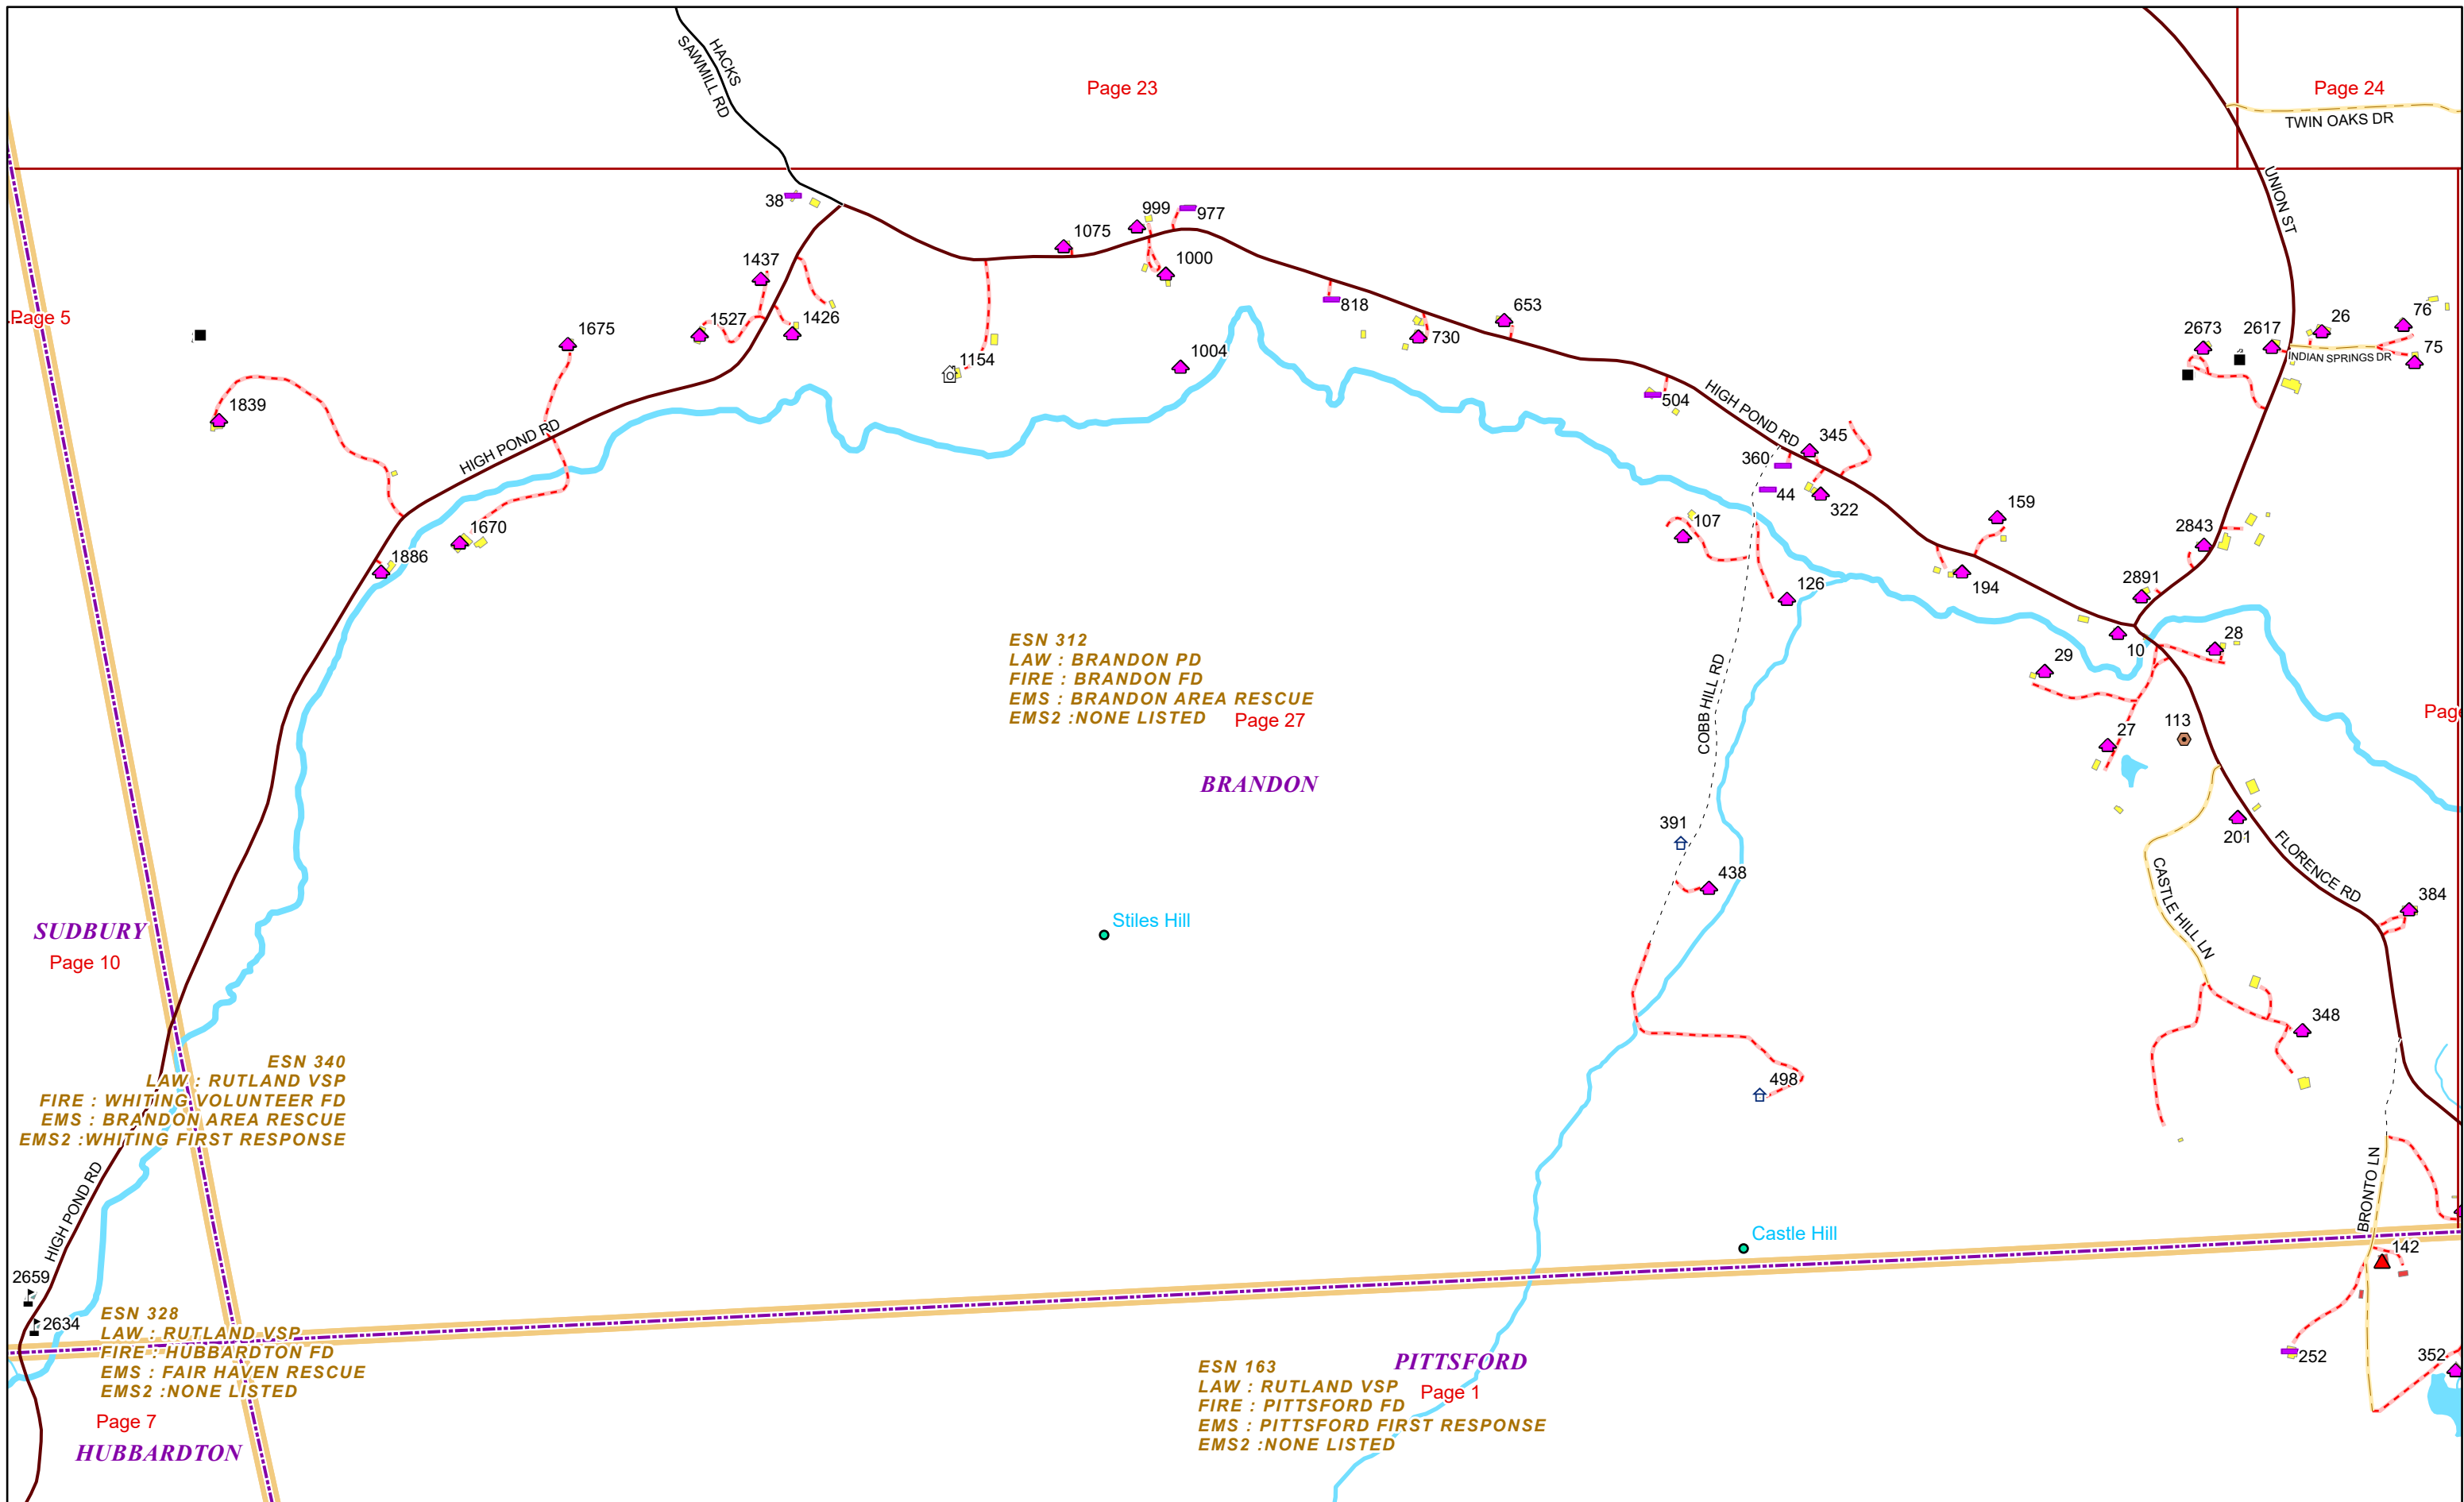 HACKS
SAWMILL RD
Page 23
Page 24
TWIN OAKS DR
UNION ST
38
999
977
1075
1437
1000
Page 5
1527
1426
1675
818
653
730
1154
1004
2673
2617
26
76
INDIAN SPRINGS DR
75
1839
504
HIGH POND RD
HIGH POND RD
345
360
44
322
159
107
1670
2843
1886
126
194
2891
ESN 312
LAW : BRANDON PD
FIRE : BRANDON FD
EMS : BRANDON AREA RESCUE
EMS2 :NONE LISTED
Page 27
28
10
29
COBB HILL RD
27
113
Page
BRANDON
391
201
438
FLORENCE RD
CASTLE HILL LN
384
Stiles Hill
SUDBURY
Page 10
348
ESN 340
LAW : RUTLAND VSP
FIRE : WHITING VOLUNTEER FD
EMS : BRANDON AREA RESCUE
EMS2 :WHITING FIRST RESPONSE
498
HIGH POND RD
BRONTO LN
Castle Hill
142
2659
2634
ESN 328
LAW : RUTLAND VSP
FIRE : HUBBARDTON FD
EMS : FAIR HAVEN RESCUE
EMS2 :NONE LISTED
252
352
PITTSFORD
ESN 163
LAW : RUTLAND VSP
FIRE : PITTSFORD FD
EMS : PITTSFORD FIRST RESPONSE
EMS2 :NONE LISTED
Page 1
Page 7
HUBBARDTON